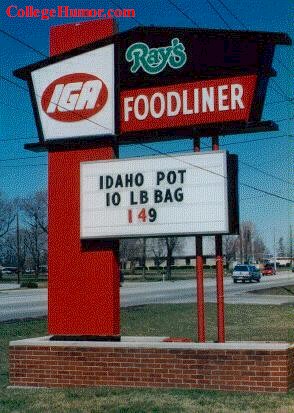 CollegeHumor.com
Ray's
IGA
FOODLINER
IDAHO POT
10 LB BAG
149